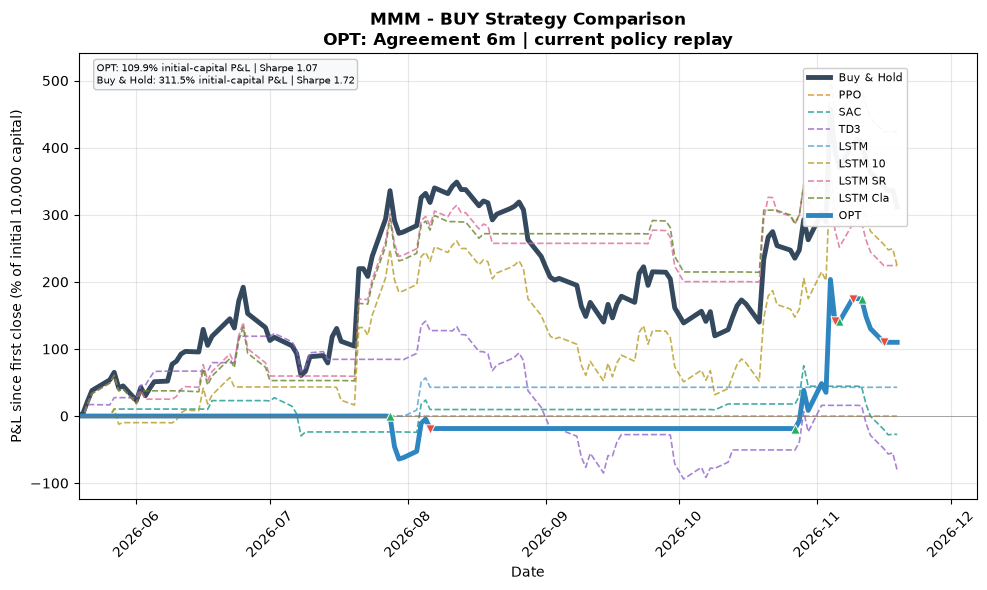 MMM - BUY Strategy Comparison
OPT: Agreement 6m | current policy replay
OPT: 109.9% initial-capital P&L | Sharpe 1.07
Buy & Hold: 311.5% initial-capital P&L | Sharpe 1.72
Buy & Hold
PPO
SAC
TD3
LSTM
LSTM 10
LSTM SR
LSTM Cla
OPT
P&L since first close (% of initial 10,000 capital)
500
400
300
200
100
0
−100
2026-06
2026-07
2026-08
2026-09
2026-10
2026-11
2026-12
Date